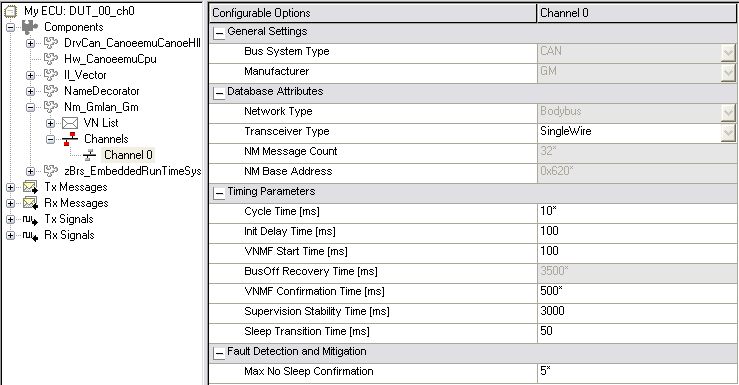 My ECU: DUT_00_ch0
Components
DrvCan_CanoeemuCanoeHll
Hw_CanoeemuCpu
Il_Vector
NameDecorator
Nm_Gmlan_Gm
VN List
Channels
Channel 0
zBrs_EmbeddedRunTimeSys
Tx Messages
Rx Messages
Tx Signals
Rx Signals
Configurable Options Channel 0
General Settings
Bus System Type CAN
Manufacturer GM
Database Attributes
Network Type Bodybus
Transceiver Type SingleWire
NM Message Count 32*
NM Base Address 0x620*
Timing Parameters
Cycle Time [ms] 10*
Init Delay Time [ms] 100
VNMF Start Time [ms] 100
BusOff Recovery Time [ms] 3500*
VNMF Confirmation Time [ms] 500*
Supervision Stability Time [ms] 3000
Sleep Transition Time [ms] 50
Fault Detection and Mitigation
Max No Sleep Confirmation 5*